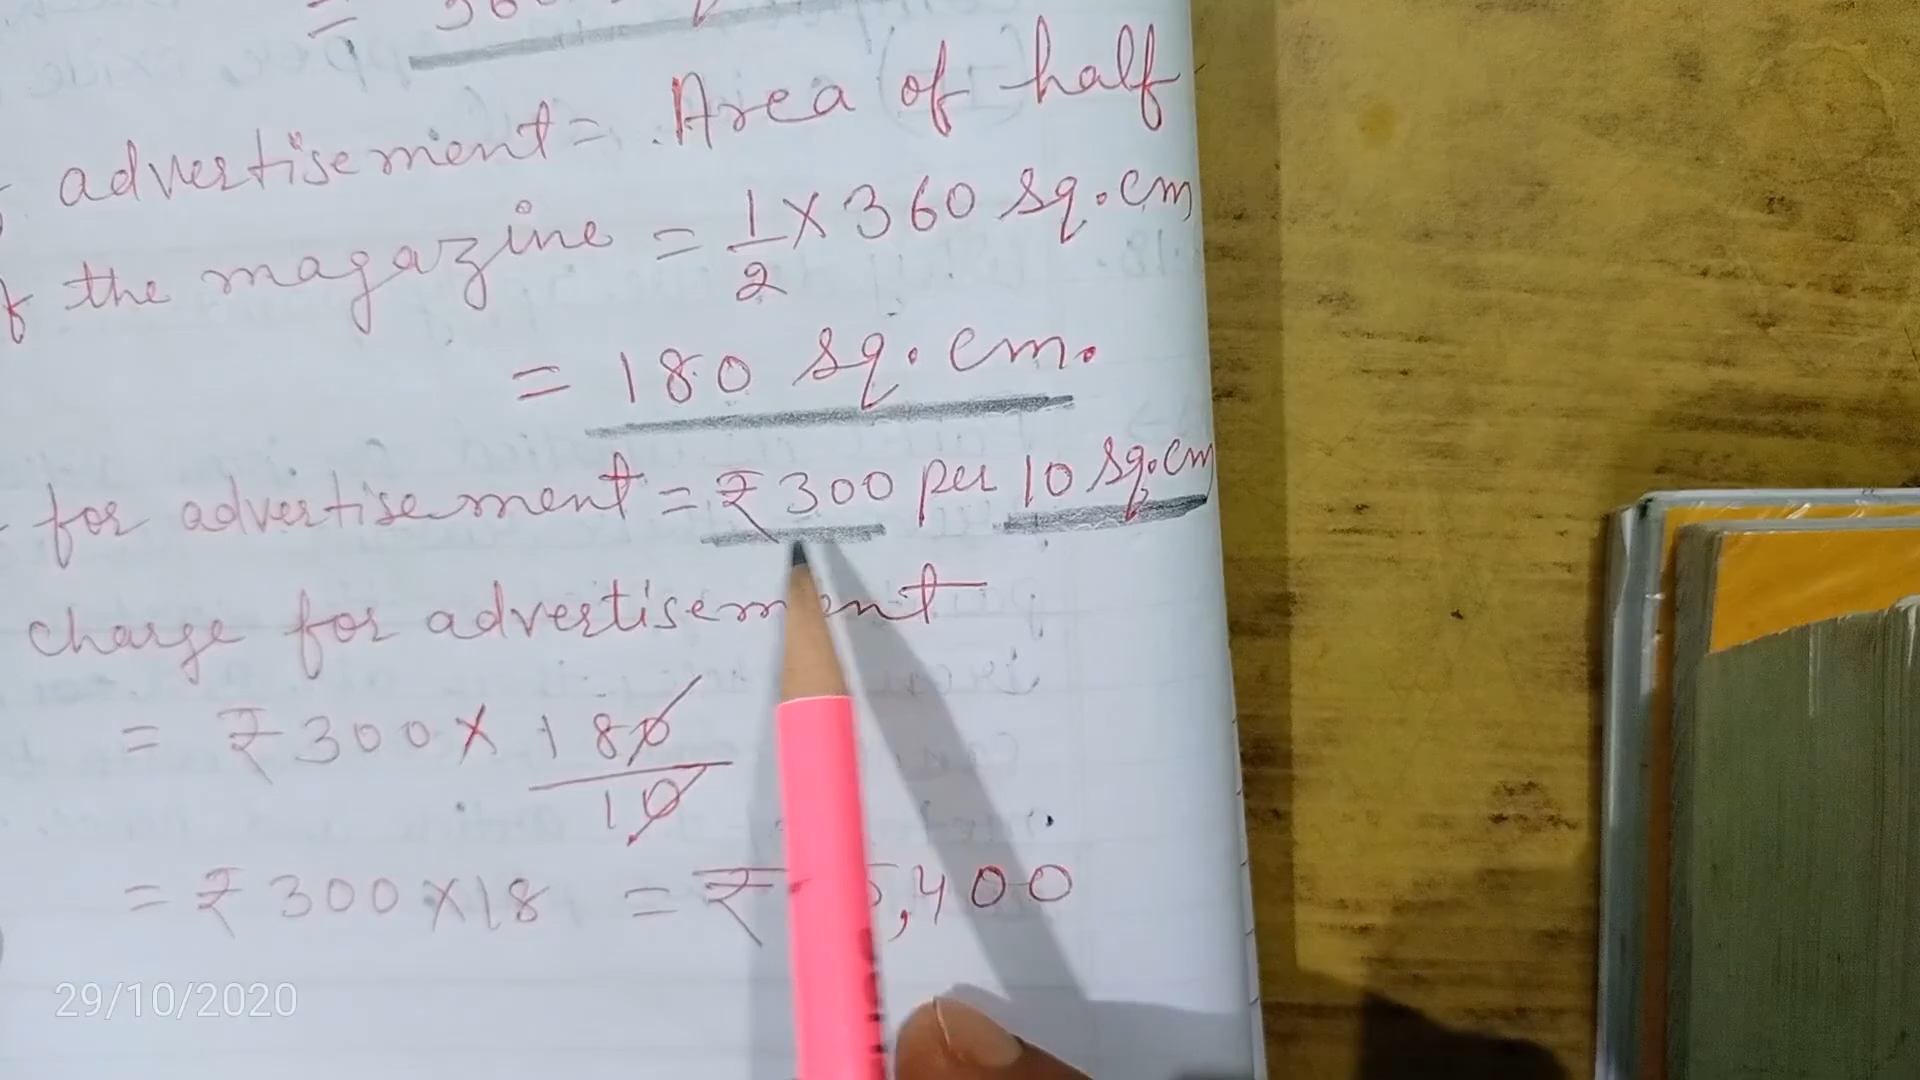 =
advertisement = Area of half
the magazine = 1/2 × 360 sq.cm
= 180 sq.cm.
for advertisement = ₹300 per 10 sq.cm
charge for advertisement
= ₹300 × 180/10
= ₹300×18 = ₹ 5,400
29/10/2020